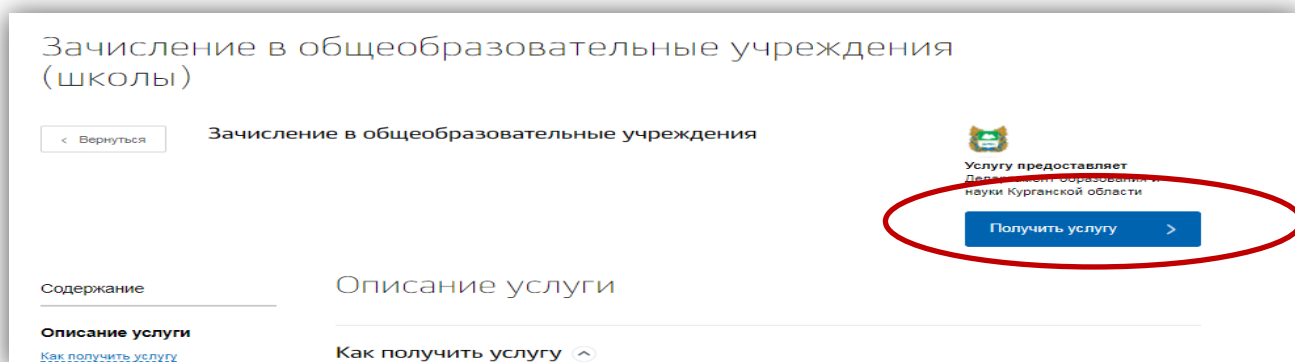 Зачисление в общеобразовательные учреждения
(школы)
< Вернуться
Зачисление в общеобразовательные учреждения
Услугу предоставляет
Департамент образования и
науки Курганской области
Получить услугу >
Содержание
Описание услуги
Описание услуги
Как получить услугу
Как получить услугу